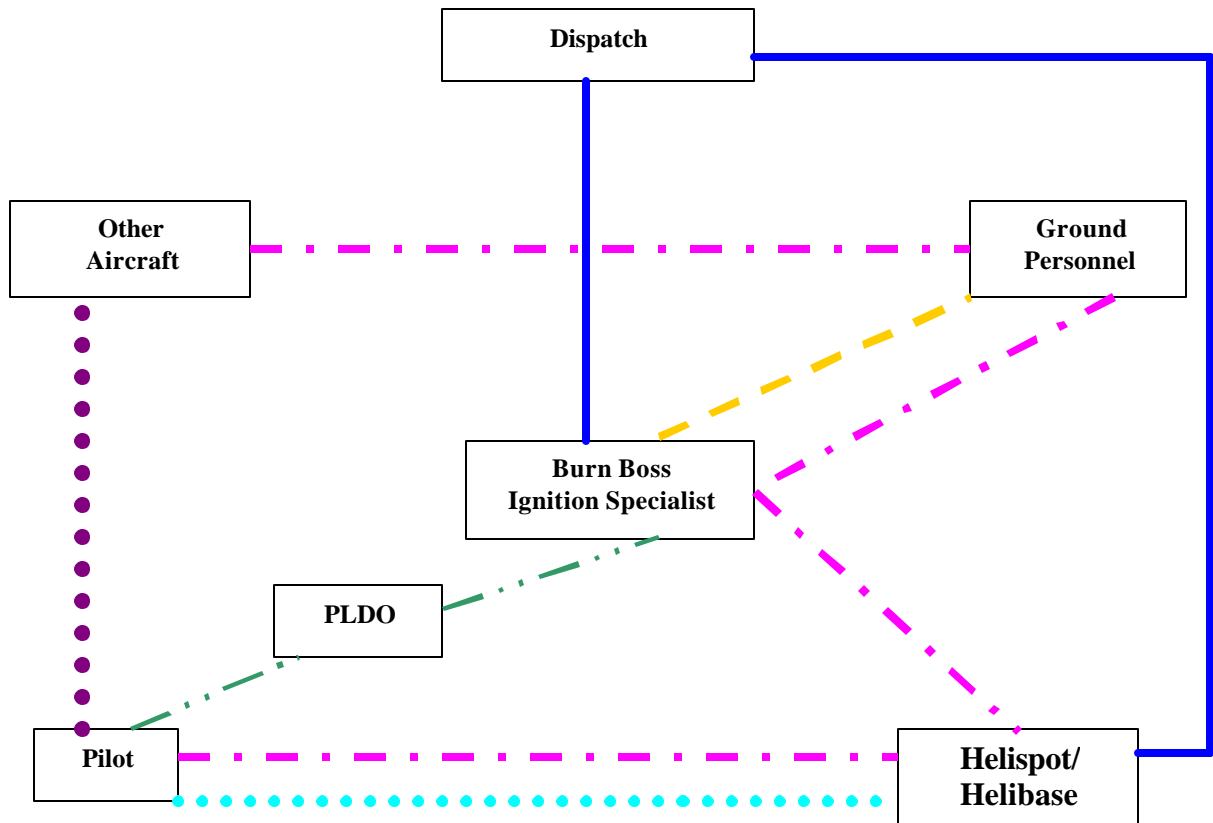 Dispatch
Other
Aircraft
Ground
Personnel
Burn Boss
Ignition Specialist
PLDO
Pilot
Helispot/
Helibase